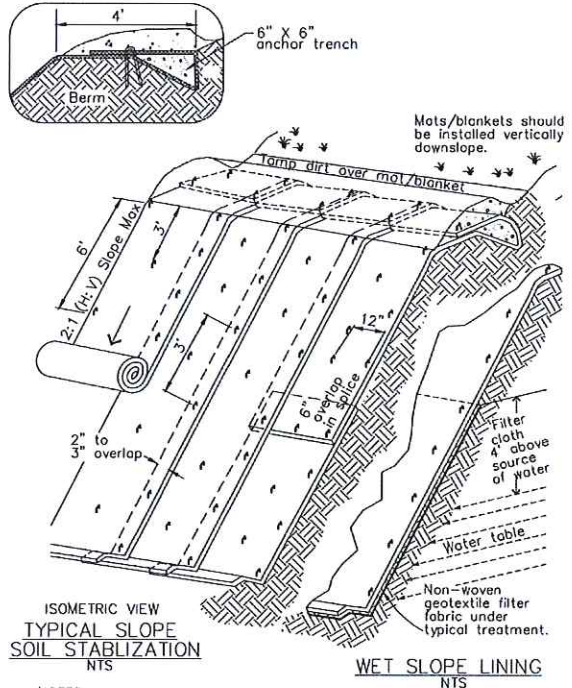 4'
6" X 6"
anchor trench
Berm
Mats/blankets should
be installed vertically
downslope.
Tamp dirt over mat/blanket
6'
3'
2:1 (H:V) Slope Max
12"
3'
6" overlap
in splice
2" to
3" overlap
Filter
cloth
4' above
source
of water
Water table
Non-woven
geotextile filter
fabric under
typical treatment.
ISOMETRIC VIEW
TYPICAL SLOPE
SOIL STABLIZATION
NTS
WET SLOPE LINING
NTS